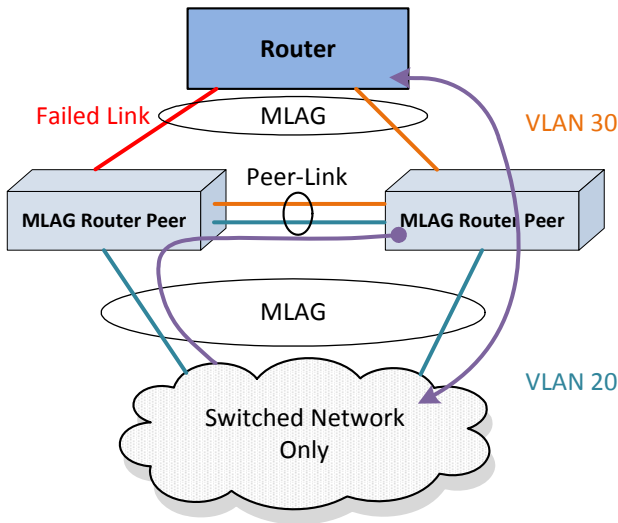 Router
Failed Link
MLAG
VLAN 30
Peer-Link
MLAG Router Peer
MLAG Router Peer
MLAG
VLAN 20
Switched Network
Only